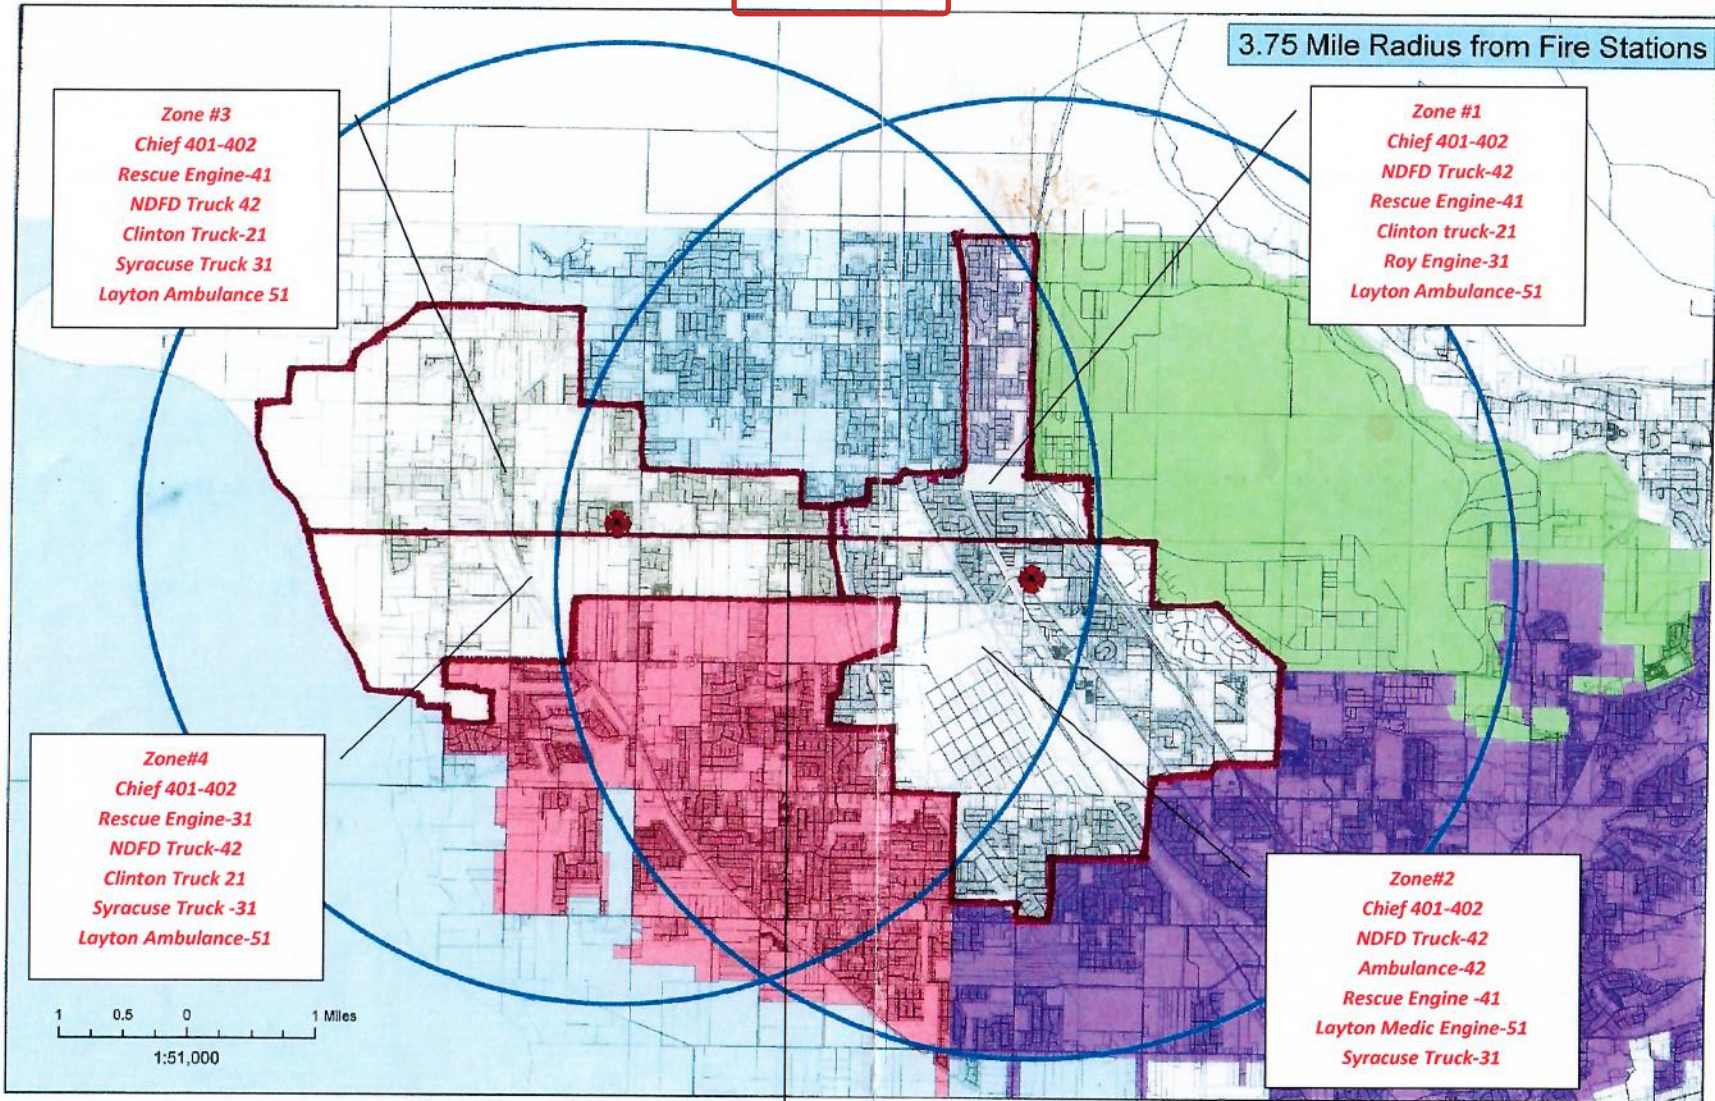 3.75 Mile Radius from Fire Stations
Zone #3
Chief 401-402
Rescue Engine-41
NDFD Truck 42
Clinton Truck-21
Syracuse Truck 31
Layton Ambulance 51
Zone #1
Chief 401-402
NDFD Truck-42
Rescue Engine-41
Clinton truck-21
Roy Engine-31
Layton Ambulance-51
Zone#4
Chief 401-402
Rescue Engine-31
NDFD Truck-42
Clinton Truck 21
Syracuse Truck -31
Layton Ambulance-51
Zone#2
Chief 401-402
NDFD Truck-42
Ambulance-42
Rescue Engine -41
Layton Medic Engine-51
Syracuse Truck-31
1 0.5 0 1 Miles
1:51,000